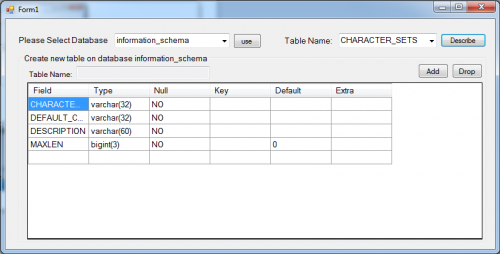 Form1
Please Select Database information_schema use Table Name: CHARACTER_SETS Describe
Create new table on database information_schema
Table Name: Add Drop
Field Type Null Key Default Extra
CHARACTE... varchar(32) NO
DEFAULT_C... varchar(32) NO
DESCRIPTION varchar(60) NO
MAXLEN bigint(3) NO 0